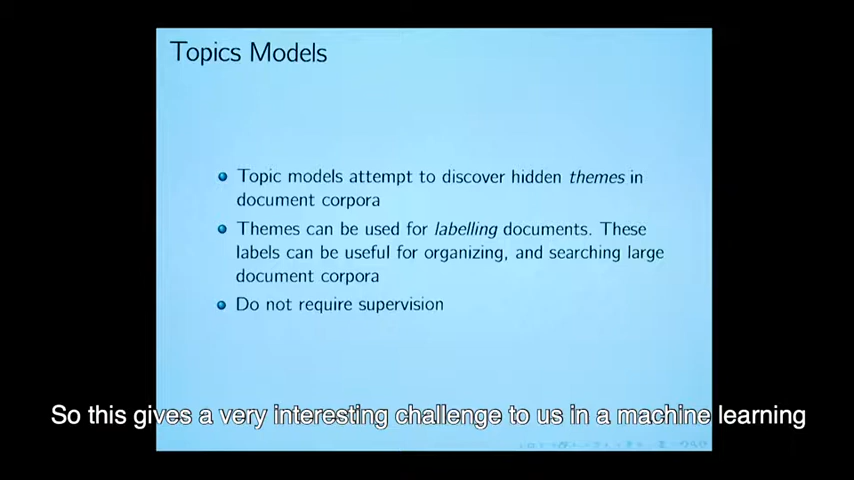 Topics Models
Topic models attempt to discover hidden themes in
document corpora
Themes can be used for labelling documents. These
labels can be useful for organizing, and searching large
document corpora
Do not require supervision
So this gives a very interesting challenge to us in a machine learning